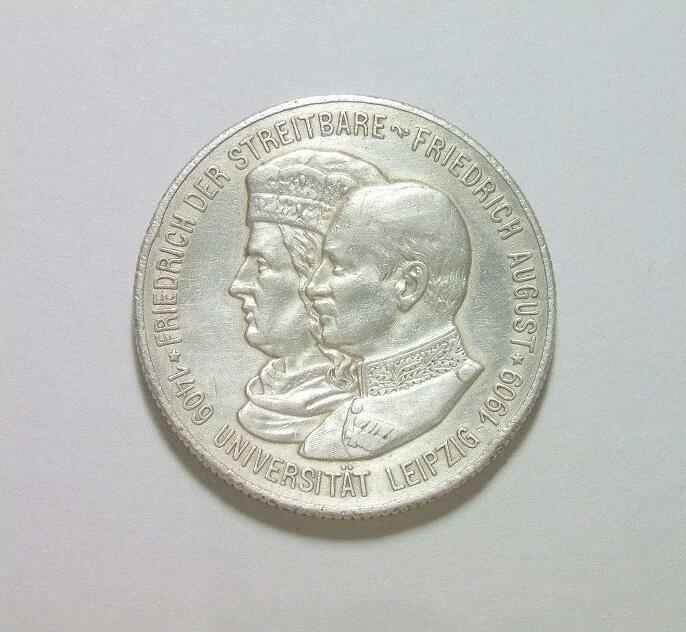 FRIEDRICH DER STREITBARE ~ FRIEDRICH AUGUST
* 1409 UNIVERSITÄT LEIPZIG 1909 *